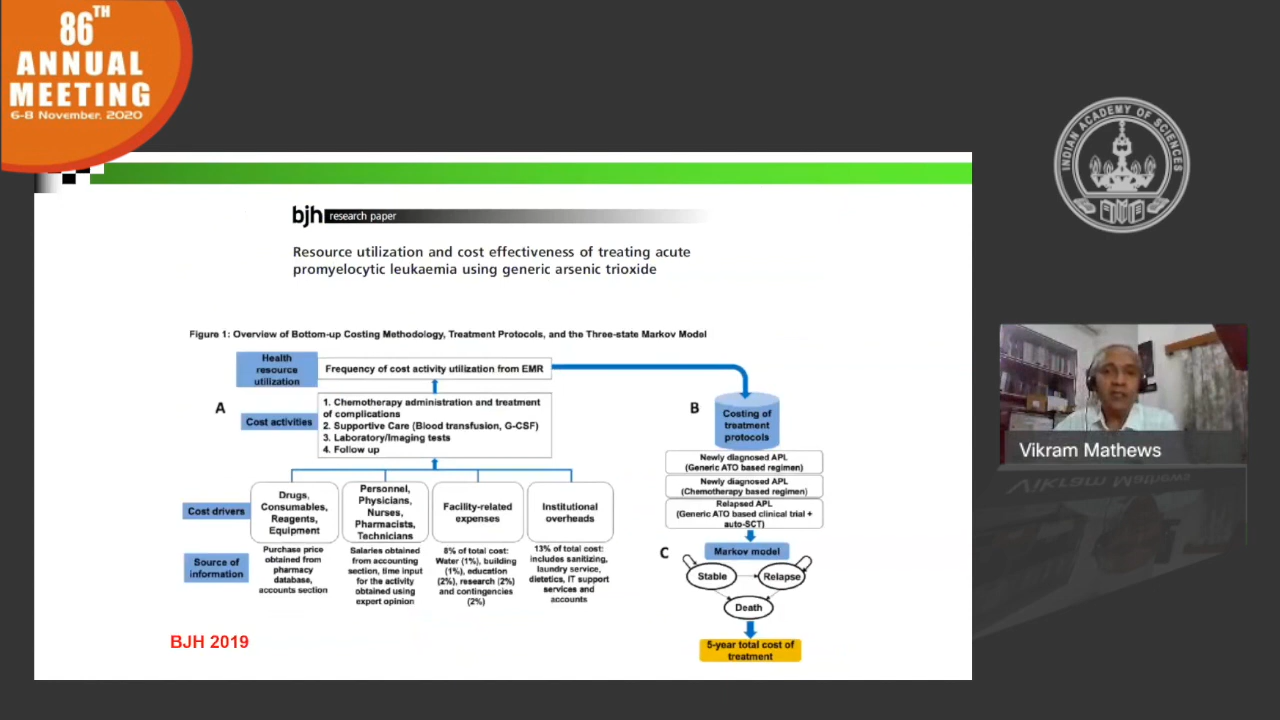 86TH
ANNUAL
MEETING
6-8 November, 2020
INDIAN ACADEMY OF SCIENCES
bjh research paper
Resource utilization and cost effectiveness of treating acute
promyelocytic leukaemia using generic arsenic trioxide
Figure 1: Overview of Bottom-up Costing Methodology, Treatment Protocols, and the Three-state Markov Model
A
Health
resource
utilization
Frequency of cost activity utilization from EMR
Cost activities
1. Chemotherapy administration and treatment
of complications
2. Supportive Care (Blood transfusion, G-CSF)
3. Laboratory/Imaging tests
4. Follow up
Cost drivers
Drugs,
Consumables,
Reagents,
Equipment
Personnel,
Physicians,
Nurses,
Pharmacists,
Technicians
Facility-related
expenses
Institutional
overheads
Source of
information
Purchase price
obtained from
pharmacy
database,
accounts section
Salaries obtained
from accounting
section, time input
for the activity
obtained using
expert opinion
8% of total cost:
Water (1%), building
(1%), education
(2%), research (2%)
and contingencies
(2%)
13% of total cost:
includes sanitizing,
laundry service,
dietetics, IT support
services and
accounts
B
Costing of
treatment
protocols
Newly diagnosed APL
(Generic ATO based regimen)
Newly diagnosed APL
(Chemotherapy based regimen)
Relapsed APL
(Generic ATO based clinical trial +
auto-SCT)
C
Markov model
Stable
Relapse
Death
5-year total cost of
treatment
BJH 2019
Vikram Mathews